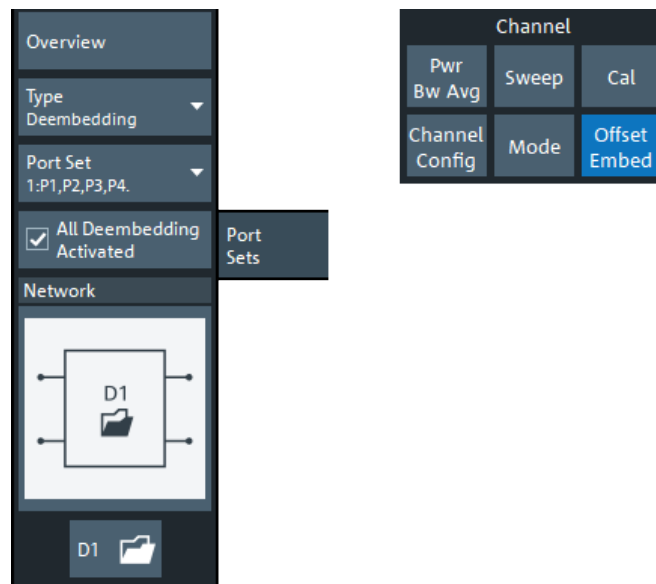 Overview
Type
Deembedding
Port Set
1:P1,P2,P3,P4.
All Deembedding
Activated
Port
Sets
Network
D1
D1
Channel
Pwr
Bw Avg
Sweep
Cal
Channel
Config
Mode
Offset
Embed